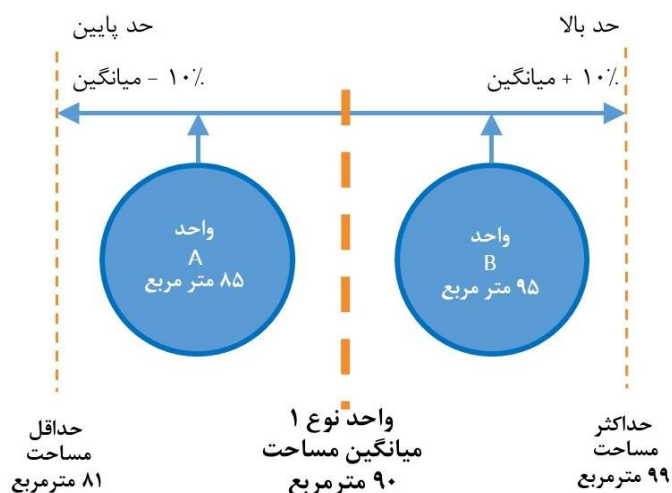 حد بالا
حد پایین
میانگین + ۱۰٪
میانگین – ۱۰٪
واحد
B
۹۵ متر مربع
واحد
A
۸۵ متر مربع
حداکثر
مساحت
۹۹ مترمربع
واحد نوع ۱
میانگین مساحت
۹۰ مترمربع
حداقل
مساحت
۸۱ مترمربع